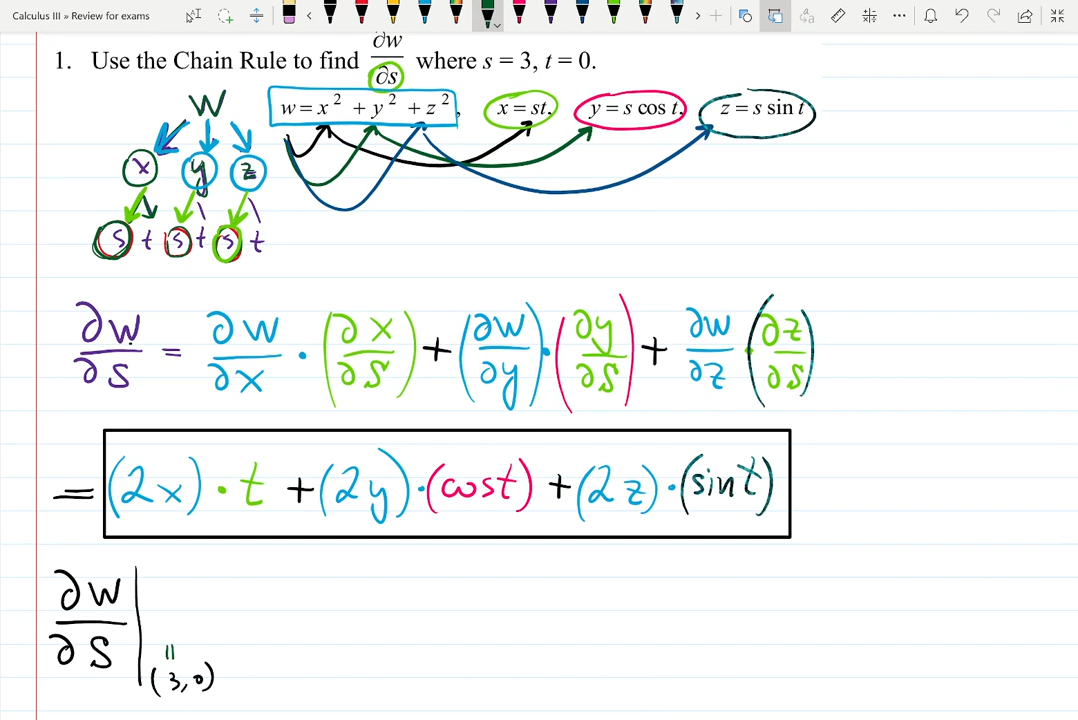 Calculus III » Review for exams
1. Use the Chain Rule to find ∂w/∂s where s = 3, t = 0.
w = x² + y² + z², x = st, y = s cos t, z = s sin t
W
x y z
s t s t s t
∂w/∂s = ∂w/∂x · (∂x/∂s) + (∂w/∂y) · (∂y/∂s) + ∂w/∂z · (∂z/∂s)
= (2x) · t + (2y) · (cost) + (2z) · (sint)
∂w/∂s |
"
(3,0)